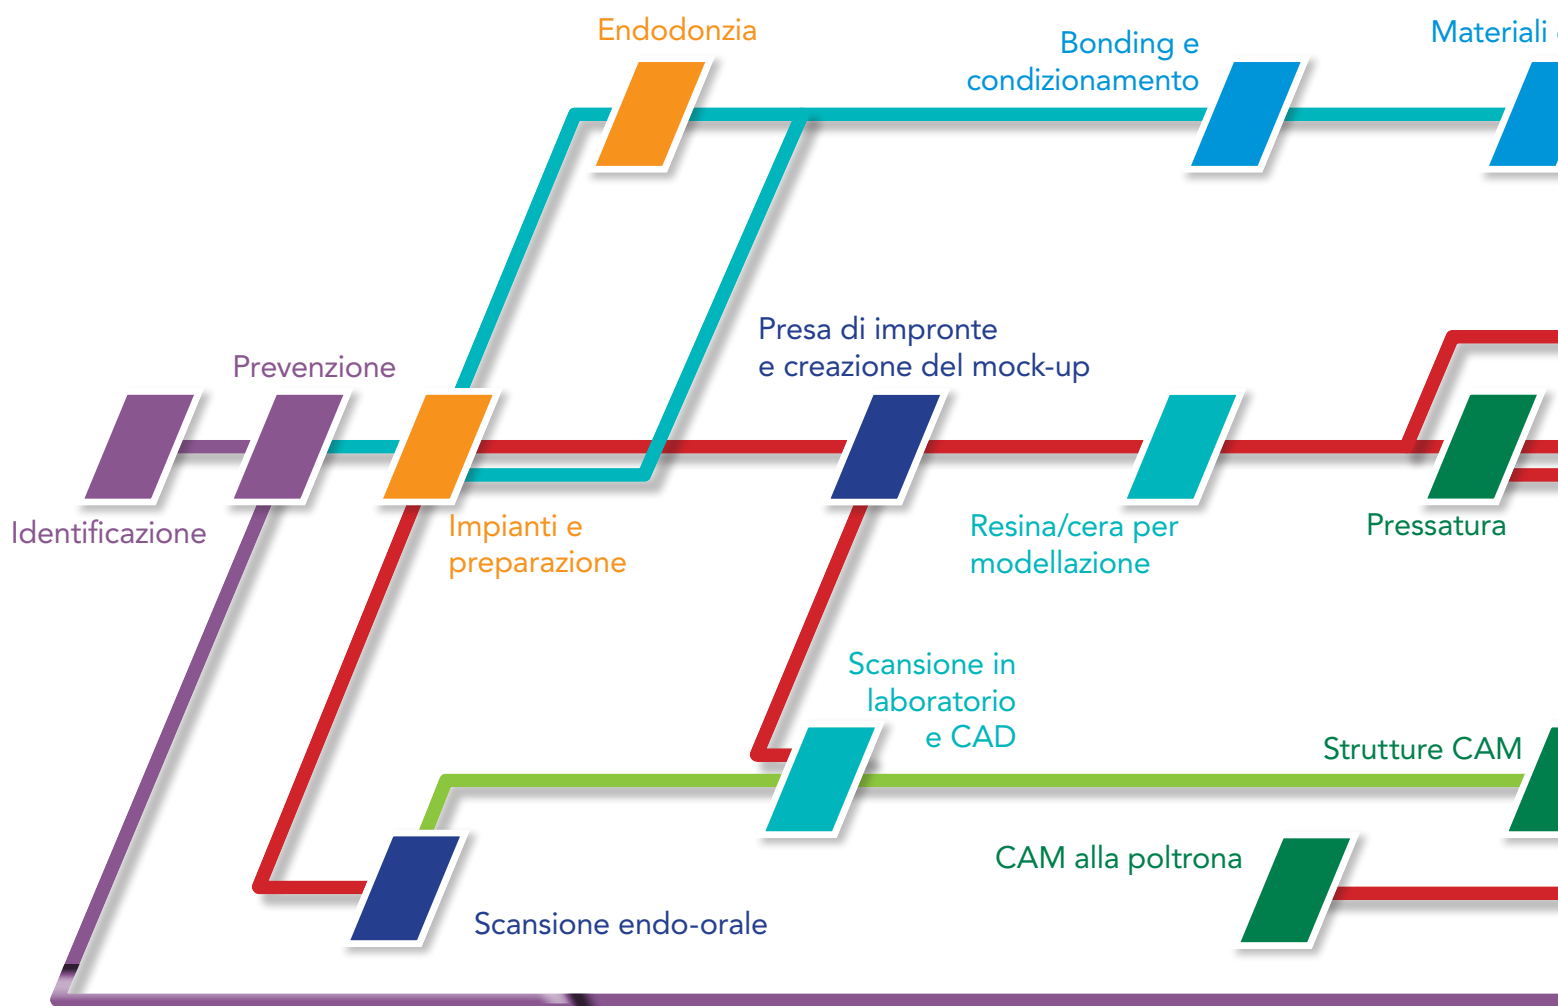 Endodonzia
Bonding e
condizionamento
Materiali
Presa di impronte
e creazione del mock-up
Prevenzione
Identificazione
Impianti e
preparazione
Resina/cera per
modellazione
Pressatura
Scansione in
laboratorio
e CAD
Strutture CAM
CAM alla poltrona
Scansione endo-orale